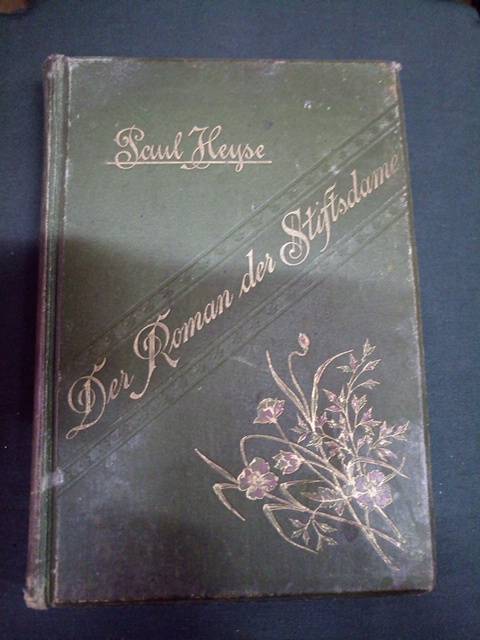 Paul Heyse
Der Roman der Stiftsdame